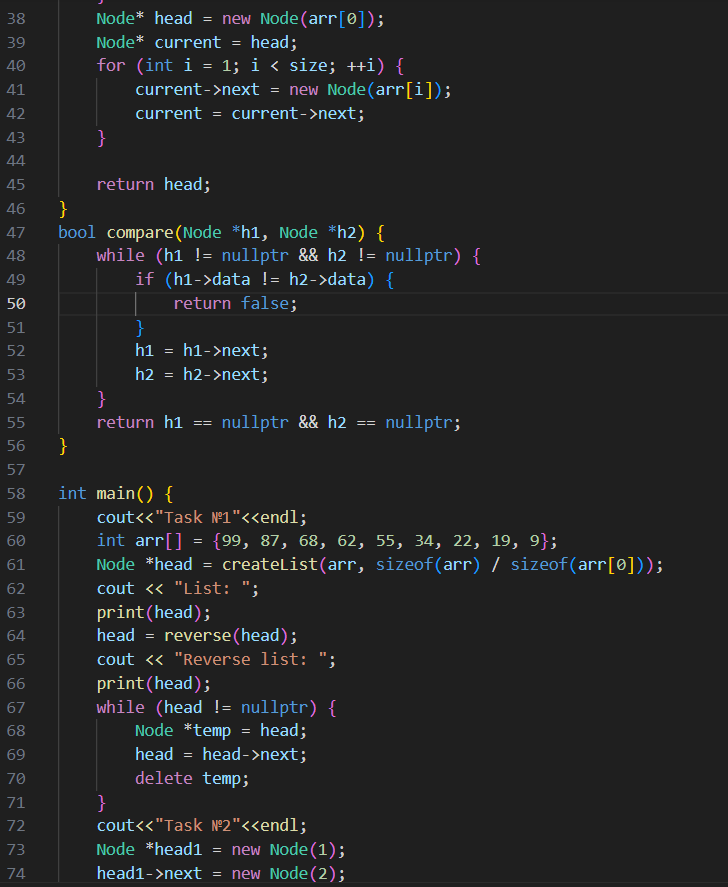 38 Node* head = new Node(arr[0]);
39 Node* current = head;
40 for (int i = 1; i < size; ++i) {
41 current->next = new Node(arr[i]);
42 current = current->next;
43 }
44
45 return head;
46 }
47 bool compare(Node *h1, Node *h2) {
48 while (h1 != nullptr && h2 != nullptr) {
49 if (h1->data != h2->data) {
50 return false;
51 }
52 h1 = h1->next;
53 h2 = h2->next;
54 }
55 return h1 == nullptr && h2 == nullptr;
56 }
57
58 int main() {
59 cout<<"Task №1"<<endl;
60 int arr[] = {99, 87, 68, 62, 55, 34, 22, 19, 9};
61 Node *head = createList(arr, sizeof(arr) / sizeof(arr[0]));
62 cout << "List: ";
63 print(head);
64 head = reverse(head);
65 cout << "Reverse list: ";
66 print(head);
67 while (head != nullptr) {
68 Node *temp = head;
69 head = head->next;
70 delete temp;
71 }
72 cout<<"Task №2"<<endl;
73 Node *head1 = new Node(1);
74 head1->next = new Node(2);